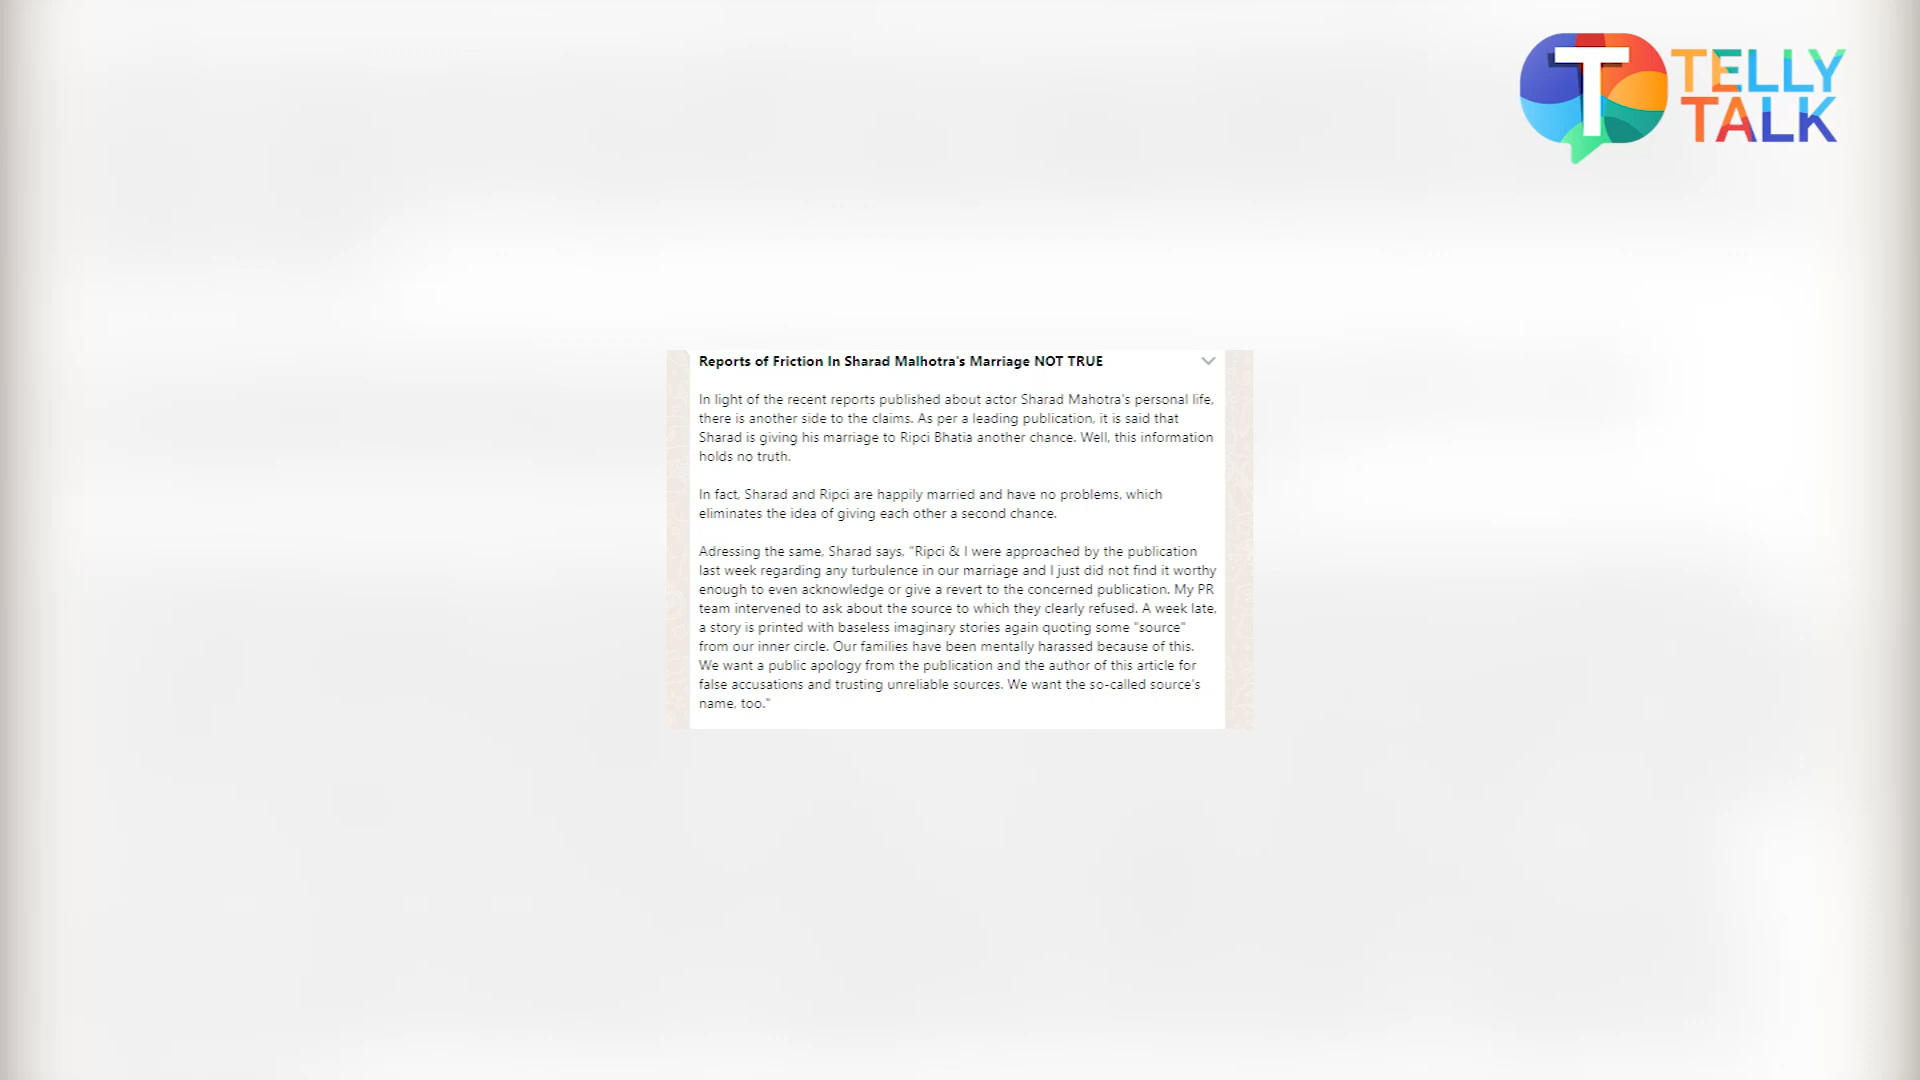 TELLY
TALK
Reports of Friction In Sharad Malhotra's Marriage NOT TRUE
In light of the recent reports published about actor Sharad Mahotra's personal life,
there is another side to the claims. As per a leading publication, it is said that
Sharad is giving his marriage to Ripci Bhatia another chance. Well, this information
holds no truth.
In fact, Sharad and Ripci are happily married and have no problems, which
eliminates the idea of giving each other a second chance.
Adressing the same, Sharad says, "Ripci & I were approached by the publication
last week regarding any turbulence in our marriage and I just did not find it worthy
enough to even acknowledge or give a revert to the concerned publication. My PR
team intervened to ask about the source to which they clearly refused. A week late,
a story is printed with baseless imaginary stories again quoting some "source"
from our inner circle. Our families have been mentally harassed because of this.
We want a public apology from the publication and the author of this article for
false accusations and trusting unreliable sources. We want the so-called source's
name, too."